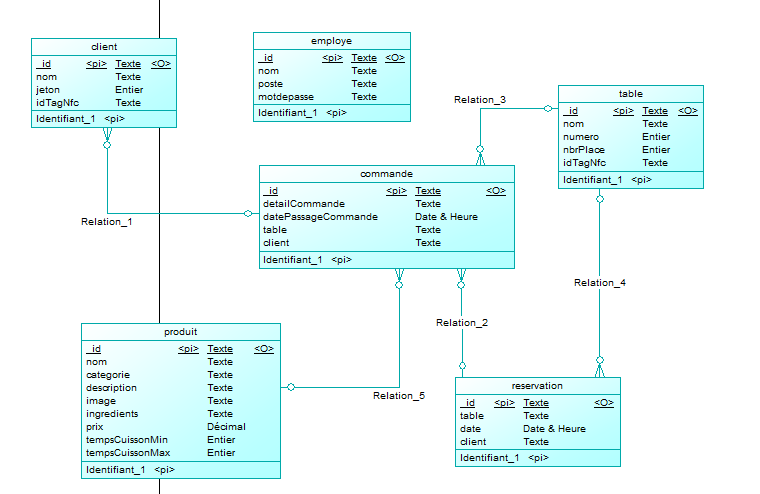 client
_id <pi> Texte <O>
nom Texte
jeton Entier
idTagNfc Texte
Identifiant_1 <pi>
employe
_id <pi> Texte <O>
nom Texte
poste Texte
motdepasse Texte
Identifiant_1 <pi>
table
_id <pi> Texte <O>
nom Texte
numero Entier
nbrPlace Entier
idTagNfc Texte
Identifiant_1 <pi>
Relation_3
commande
_id <pi> Texte <O>
detailCommande Texte
datePassageCommande Date & Heure
table Texte
client Texte
Identifiant_1 <pi>
Relation_1
Relation_4
Relation_2
produit
_id <pi> Texte <O>
nom Texte
categorie Texte
description Texte
image Texte
ingredients Texte
prix Décimal
tempsCuissonMin Entier
tempsCuissonMax Entier
Identifiant_1 <pi>
Relation_5
reservation
_id <pi> Texte <O>
table Texte
date Date & Heure
client Texte
Identifiant_1 <pi>